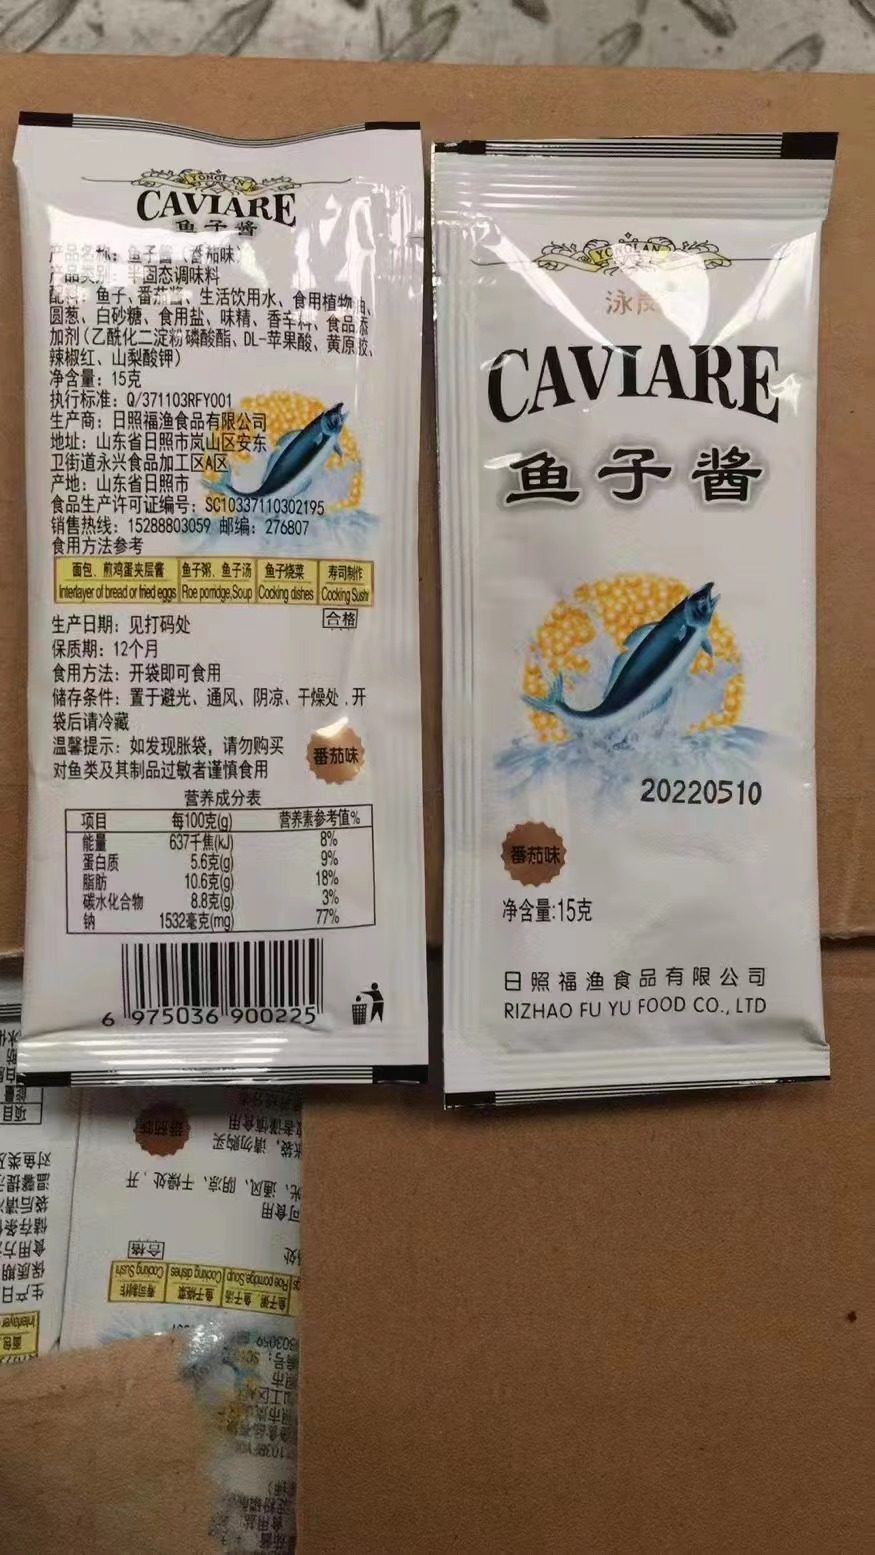 YONGLAN
CAVIARE
鱼子酱
产品名称：鱼子酱（番茄味）
产品类别：半固态调味料
配料：鱼子、番茄酱、生活饮用水、食用植物油、
圆葱、白砂糖、食用盐、味精、香辛料、食品添
加剂（乙酰化二淀粉磷酸酯、DL-苹果酸、黄原胶、
辣椒红、山梨酸钾）
净含量：15克
执行标准：Q/371103RFY001
生产商：日照福渔食品有限公司
地址：山东省日照市岚山区安东
卫街道永兴食品加工区A区
产地：山东省日照市
食品生产许可证编号：SC10337110302195
销售热线：15288803059 邮编：276807
食用方法参考
面包、煎鸡蛋夹层酱 鱼子粥、鱼子汤 鱼子烧菜 寿司制作
Interlayer of bread or fried eggs Roe porridge,Soup Cooking dishes Cocking Sushi
生产日期：见打码处
合格
保质期：12个月
食用方法：开袋即可食用
储存条件：置于避光、通风、阴凉、干燥处,开
袋后请冷藏
温馨提示：如发现胀袋，请勿购买
对鱼类及其制品过敏者谨慎食用
番茄味
营养成分表
项目 每100克(g) 营养素参考值%
能量 637千焦(kJ) 8%
蛋白质 5.6克(g) 9%
脂肪 10.6克(g) 18%
碳水化合物 8.8克(g) 3%
钠 1532毫克(mg) 77%
6 975036 900225
YONGLAN
泳
CAVIARE
鱼子酱
20220510
番茄味
净含量:15克
日照福渔食品有限公司
RIZHAO FU YU FOOD CO., LTD